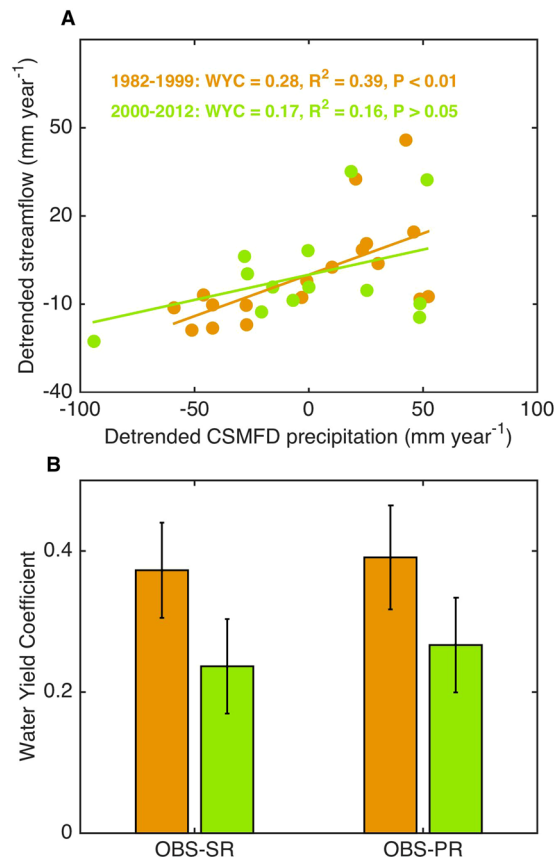 A
1982-1999: WYC = 0.28, R² = 0.39, P < 0.01
2000-2012: WYC = 0.17, R² = 0.16, P > 0.05
50
20
-10
-40
-100
-50
0
50
100
Detrended streamflow (mm year⁻¹)
Detrended CSMFD precipitation (mm year⁻¹)
B
0.4
0.2
0
Water Yield Coefficient
OBS-SR
OBS-PR